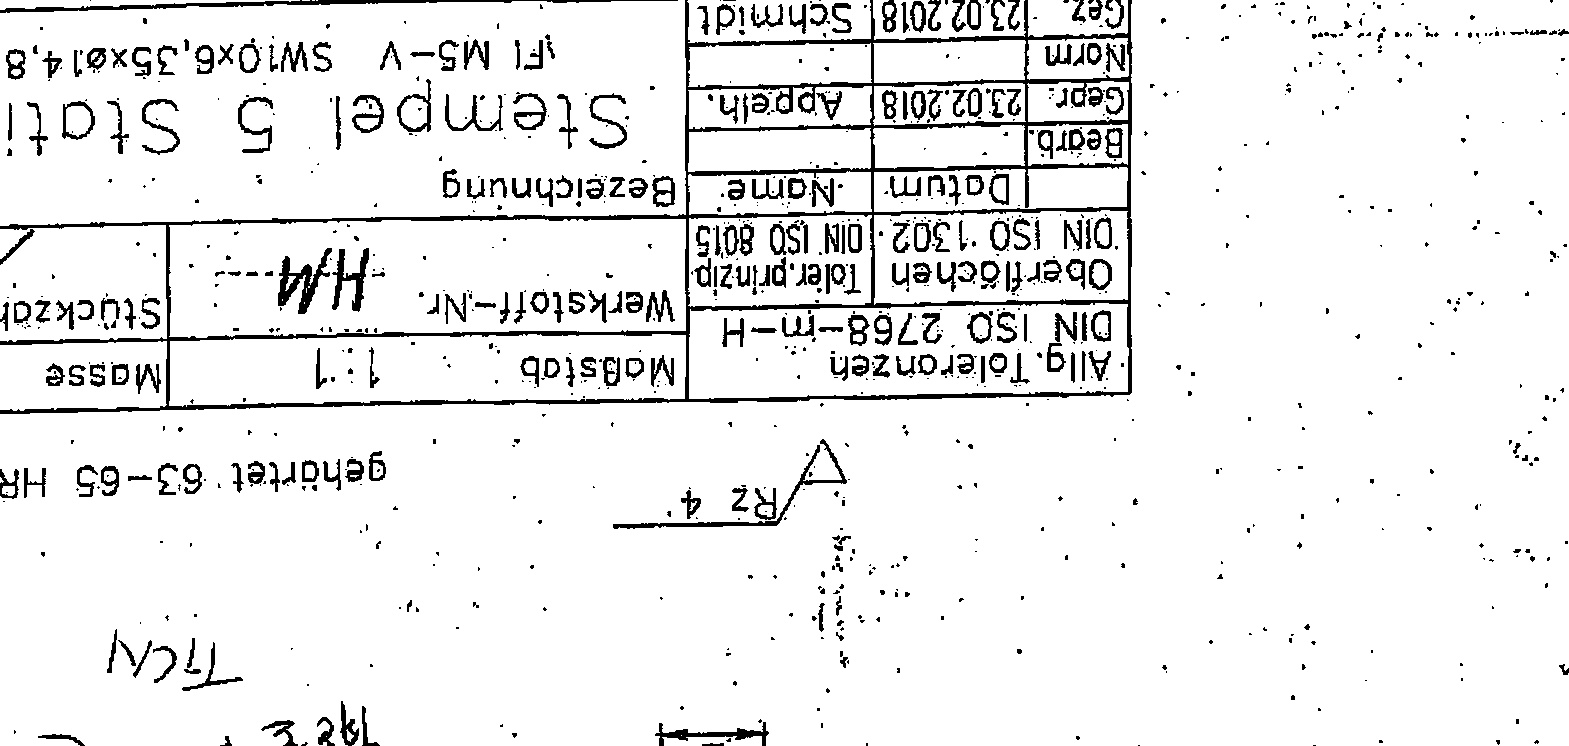 TiCN
Rz 4
gehärtet 63-65 HR
Allg. Toleranzen
DIN ISO 2768-m-H
Maßstab 1:1
Masse
Oberflächen
DIN ISO 1302
Toler.prinzip
DIN ISO 8015
Werkstoff-Nr. HM
Stückzah
Datum Name
Bezeichnung
Bearb.
Gepr. 23.02.2018 Appelh.
Stempel 5 Stati
Norm
Fl M5-V SW10x6,35xø14,8
Gez. 23.02.2018 Schmidt